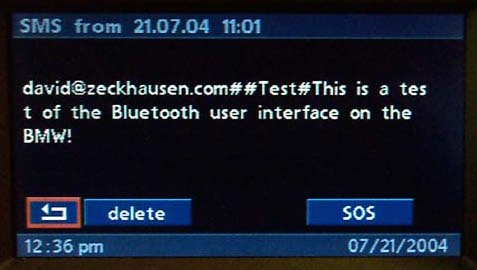 SMS from 21.07.04 11:01
david@zeckhausen.com##Test#This is a tes
t of the Bluetooth user interface on the
BMW!
delete SOS
12:36 pm 07/21/2004